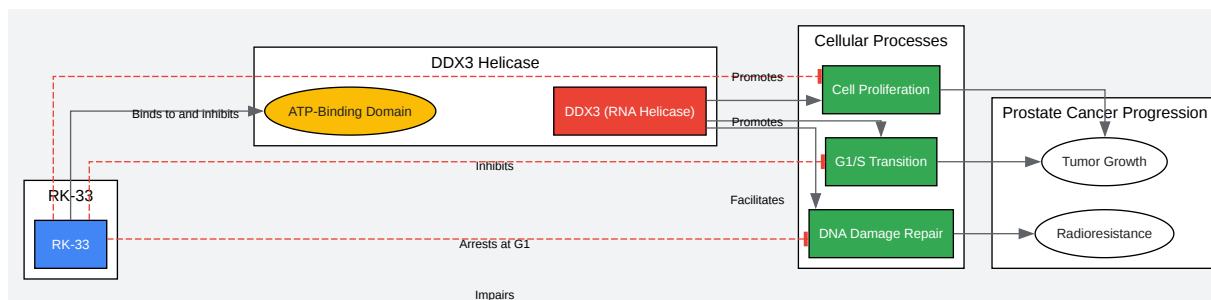 Cellular Processes
DDX3 Helicase
Promotes
Cell Proliferation
ATP-Binding Domain
DDX3 (RNA Helicase)
Binds to and inhibits
Prostate Cancer Progression
Promotes
G1/S Transition
Tumor Growth
Inhibits
RK-33
Facilitates
RK-33
DNA Damage Repair
Radioresistance
Arrests at G1
Impairs